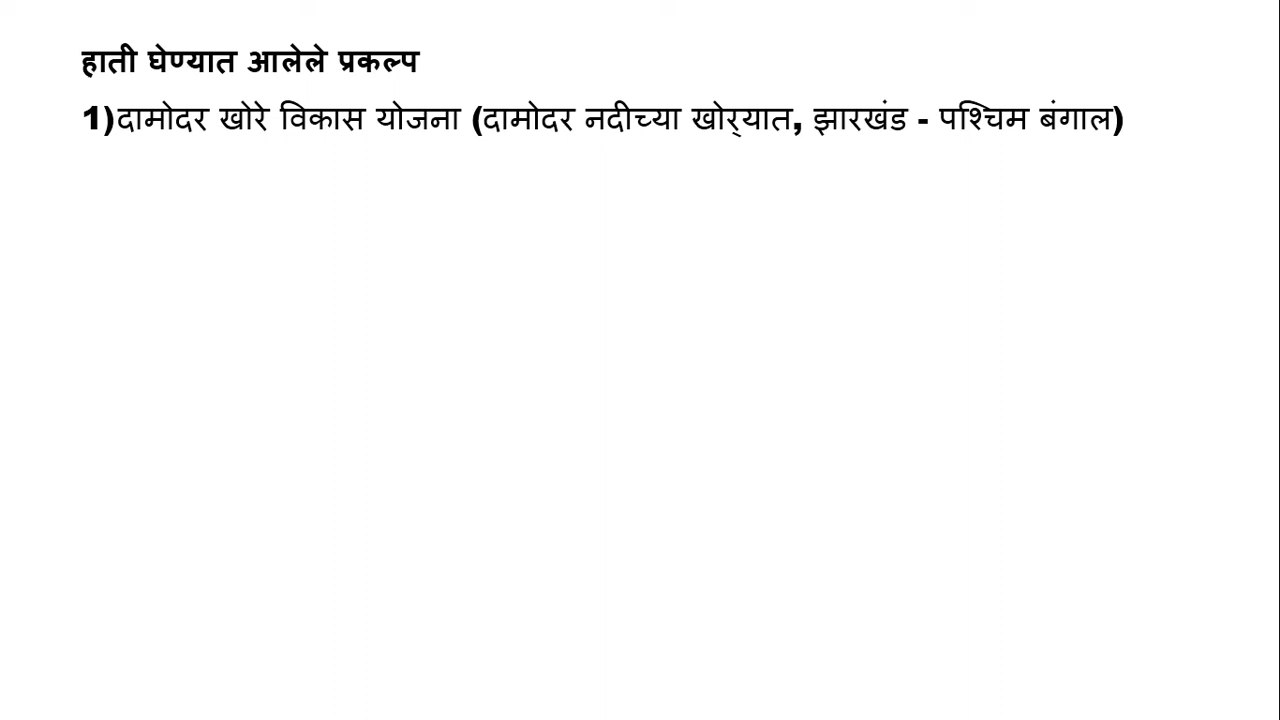 हाती घेण्यात आलेले प्रकल्प
1)दामोदर खोरे विकास योजना (दामोदर नदीच्या खोर्‌यात, झारखंड - पश्चिम बंगाल)